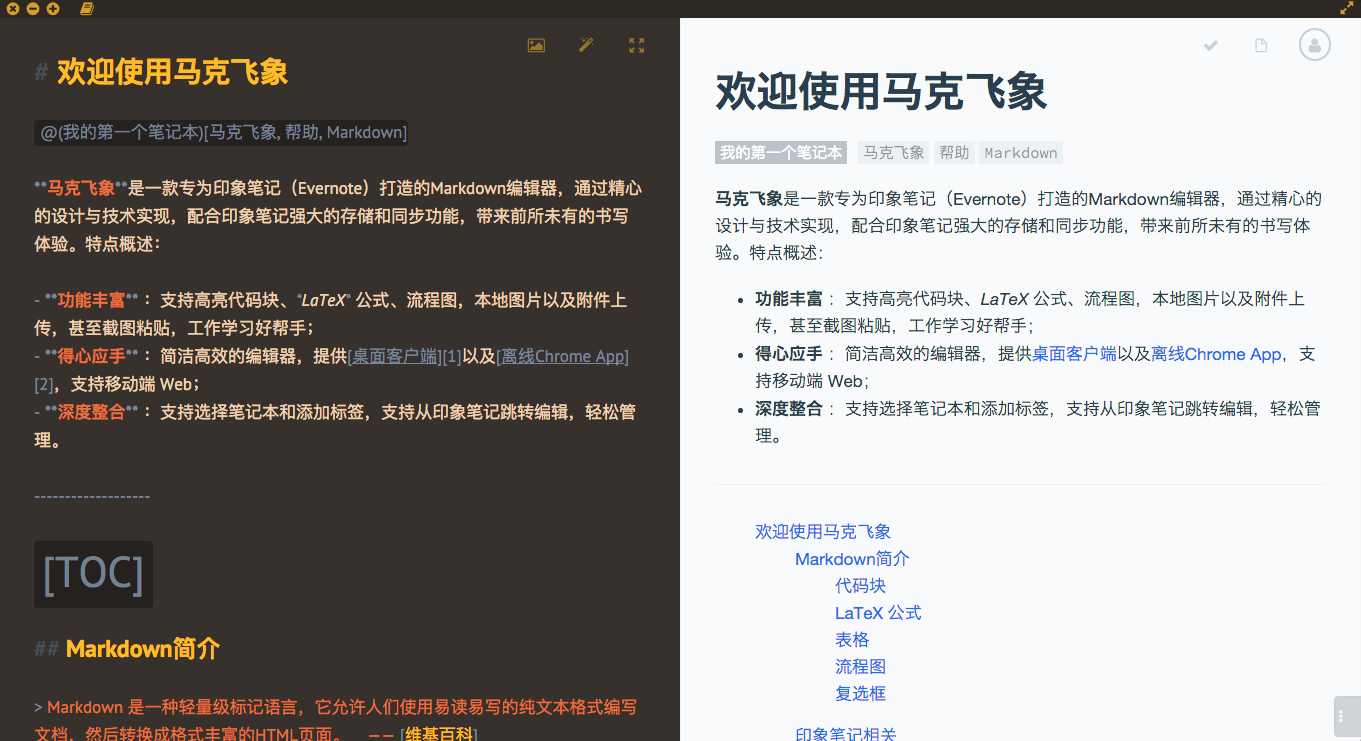 # 欢迎使用马克飞象
@(我的第一个笔记本)[马克飞象, 帮助, Markdown]
**马克飞象**是一款专为印象笔记（Evernote）打造的Markdown编辑器，通过精心
的设计与技术实现，配合印象笔记强大的存储和同步功能，带来前所未有的书写
体验。特点概述：
- **功能丰富** ：支持高亮代码块、*LaTeX* 公式、流程图，本地图片以及附件上
传，甚至截图粘贴，工作学习好帮手；
- **得心应手** ：简洁高效的编辑器，提供[桌面客户端][1]以及[离线Chrome App]
[2]，支持移动端 Web；
- **深度整合** ：支持选择笔记本和添加标签，支持从印象笔记跳转编辑，轻松管
理。
-------------------
[TOC]
## Markdown简介
> Markdown 是一种轻量级标记语言，它允许人们使用易读易写的纯文本格式编写
文档，然后转换成格式丰富的HTML页面。 —— [维基百科]
欢迎使用马克飞象
我的第一个笔记本 马克飞象 帮助 Markdown
马克飞象是一款专为印象笔记（Evernote）打造的Markdown编辑器，通过精心的
设计与技术实现，配合印象笔记强大的存储和同步功能，带来前所未有的书写体
验。特点概述：
• 功能丰富 ：支持高亮代码块、LaTeX 公式、流程图，本地图片以及附件上
传，甚至截图粘贴，工作学习好帮手；
• 得心应手 ：简洁高效的编辑器，提供桌面客户端以及离线Chrome App，支
持移动端 Web；
• 深度整合 ：支持选择笔记本和添加标签，支持从印象笔记跳转编辑，轻松管
理。
欢迎使用马克飞象
Markdown简介
代码块
LaTeX 公式
表格
流程图
复选框
印象笔记相关